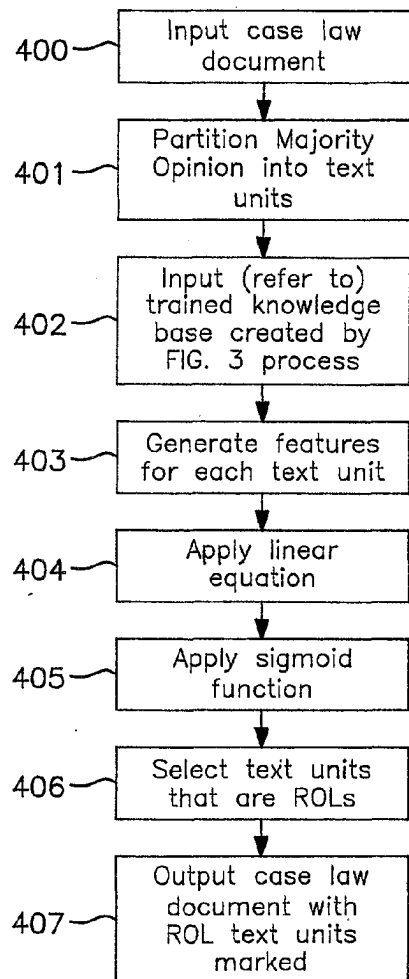 400
Input case law
document
401
Partition Majority
Opinion into text
units
402
Input (refer to)
trained knowledge
base created by
FIG. 3 process
403
Generate features
for each text unit
404
Apply linear
equation
405
Apply sigmoid
function
406
Select text units
that are ROLs
407
Output case law
document with
ROL text units
marked